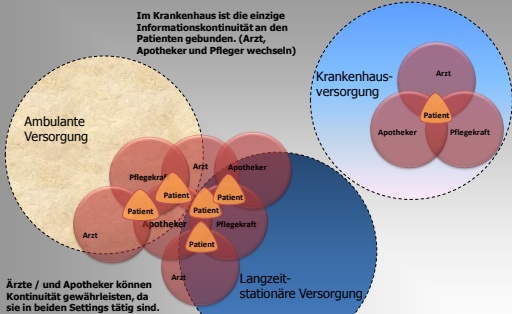 Im Krankenhaus ist die einzige
Informationskontinuität an den
Patienten gebunden. (Arzt,
Apotheker und Pfleger wechseln)
Krankenhaus-
versorgung
Arzt
Patient
Apotheker
Pflegekraft
Ambulante
Versorgung
Arzt
Apotheker
Pflegekraft
Patient
Patient
Patient
Patient
Apotheker
Pflegekraft
Arzt
Patient
Arzt
Langzeit-
stationäre Versorgung
Ärzte / und Apotheker können
Kontinuität gewährleisten, da
sie in beiden Settings tätig sind.